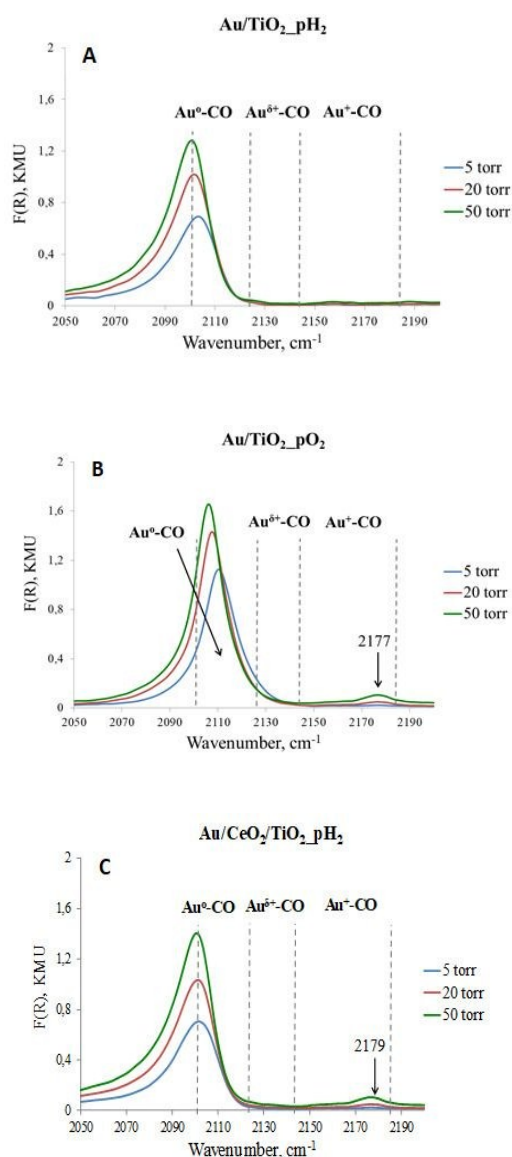 Au/TiO₂_pH₂
A
2
1,6
1,2
0,8
0,4
0
Auº-CO Auᵟ⁺-CO Au⁺-CO
5 torr
20 torr
50 torr
F(R), KMU
2050 2070 2090 2110 2130 2150 2170 2190
Wavenumber, cm⁻¹
Au/TiO₂_pO₂
B
2
1,6
1,2
0,8
0,4
0
Auº-CO Auᵟ⁺-CO Au⁺-CO
2177
5 torr
20 torr
50 torr
F(R), KMU
2050 2070 2090 2110 2130 2150 2170 2190
Wavenumber, cm⁻¹
Au/CeO₂/TiO₂_pH₂
C
2
1,6
1,2
0,8
0,4
0
Auº-CO Auᵟ⁺-CO Au⁺-CO
2179
5 torr
20 torr
50 torr
F(R), KMU
2050 2070 2090 2110 2130 2150 2170 2190
Wavenumber, cm⁻¹